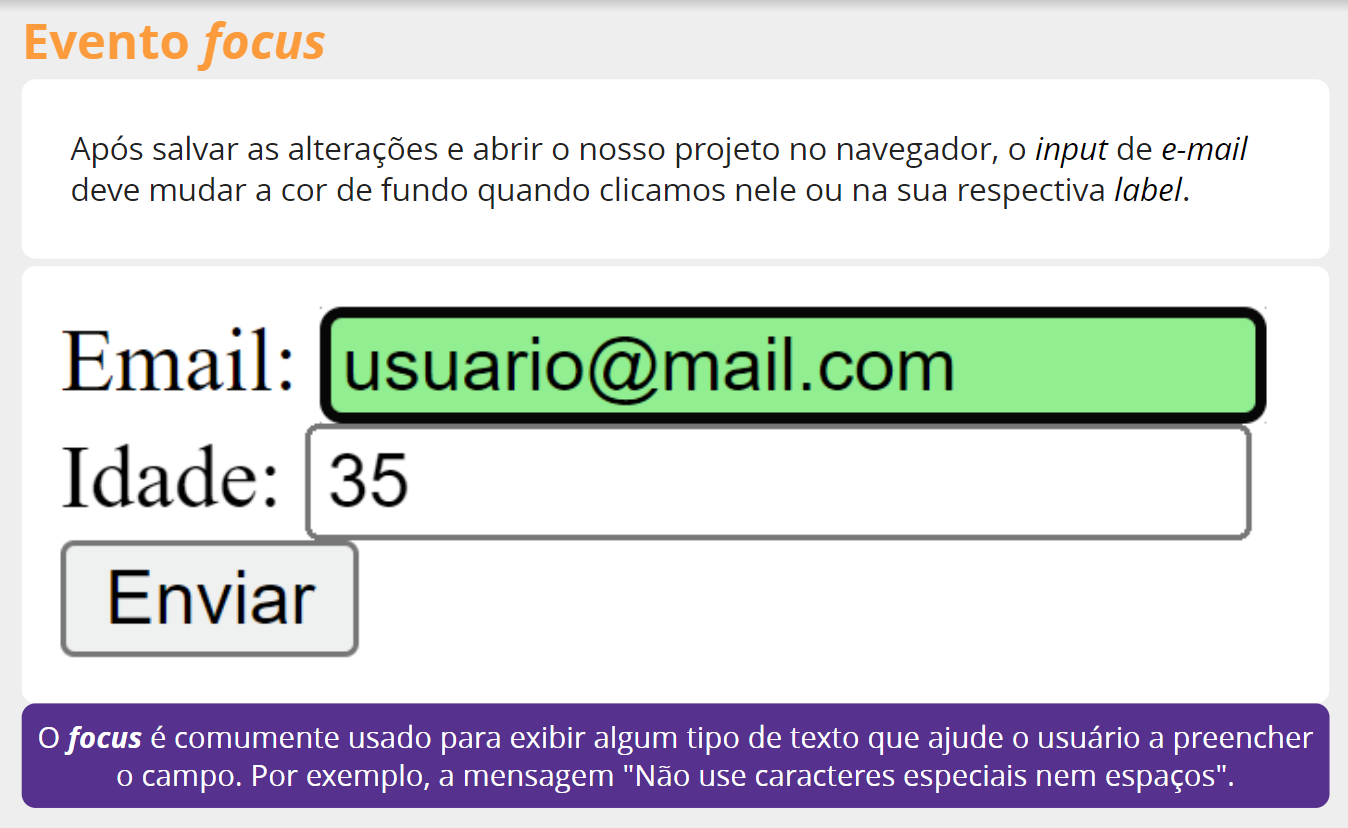 Evento focus
Após salvar as alterações e abrir o nosso projeto no navegador, o input de e-mail
deve mudar a cor de fundo quando clicamos nele ou na sua respectiva label.
Email: usuario@mail.com
Idade: 35
Enviar
O focus é comumente usado para exibir algum tipo de texto que ajude o usuário a preencher
o campo. Por exemplo, a mensagem "Não use caracteres especiais nem espaços".